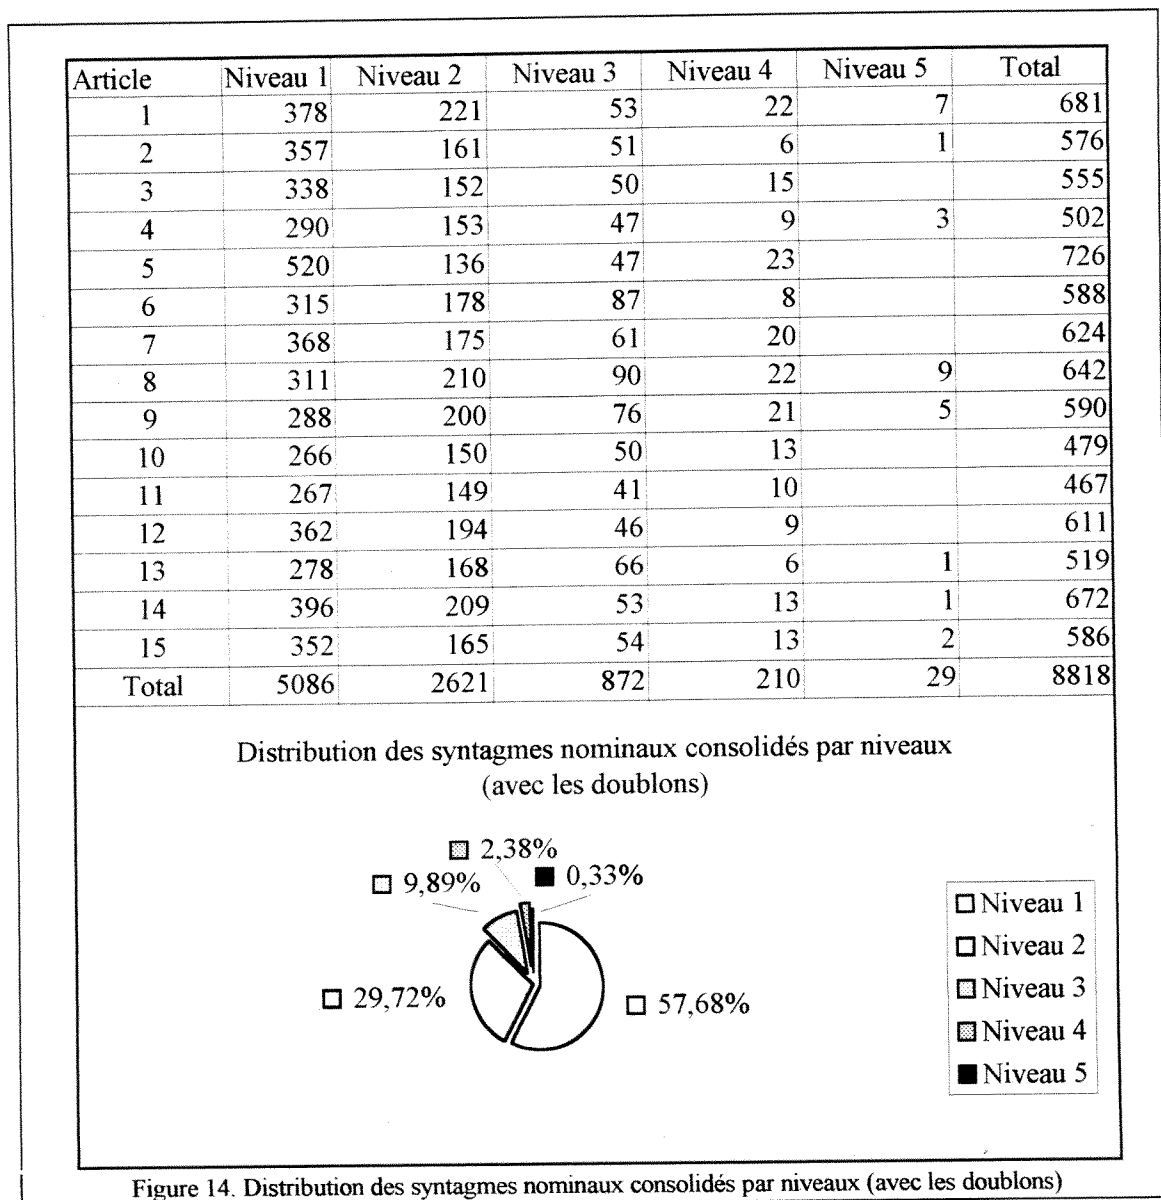 Article Niveau 1 Niveau 2 Niveau 3 Niveau 4 Niveau 5 Total
1 378 221 53 22 7 681
2 357 161 51 6 1 576
3 338 152 50 15 555
4 290 153 47 9 3 502
5 520 136 47 23 726
6 315 178 87 8 588
7 368 175 61 20 624
8 311 210 90 22 9 642
9 288 200 76 21 5 590
10 266 150 50 13 479
11 267 149 41 10 467
12 362 194 46 9 611
13 278 168 66 6 1 519
14 396 209 53 13 1 672
15 352 165 54 13 2 586
Total 5086 2621 872 210 29 8818
Distribution des syntagmes nominaux consolidés par niveaux
(avec les doublons)
2,38%
9,89% 0,33%
29,72% 57,68%
Niveau 1
Niveau 2
Niveau 3
Niveau 4
Niveau 5
Figure 14. Distribution des syntagmes nominaux consolidés par niveaux (avec les doublons)